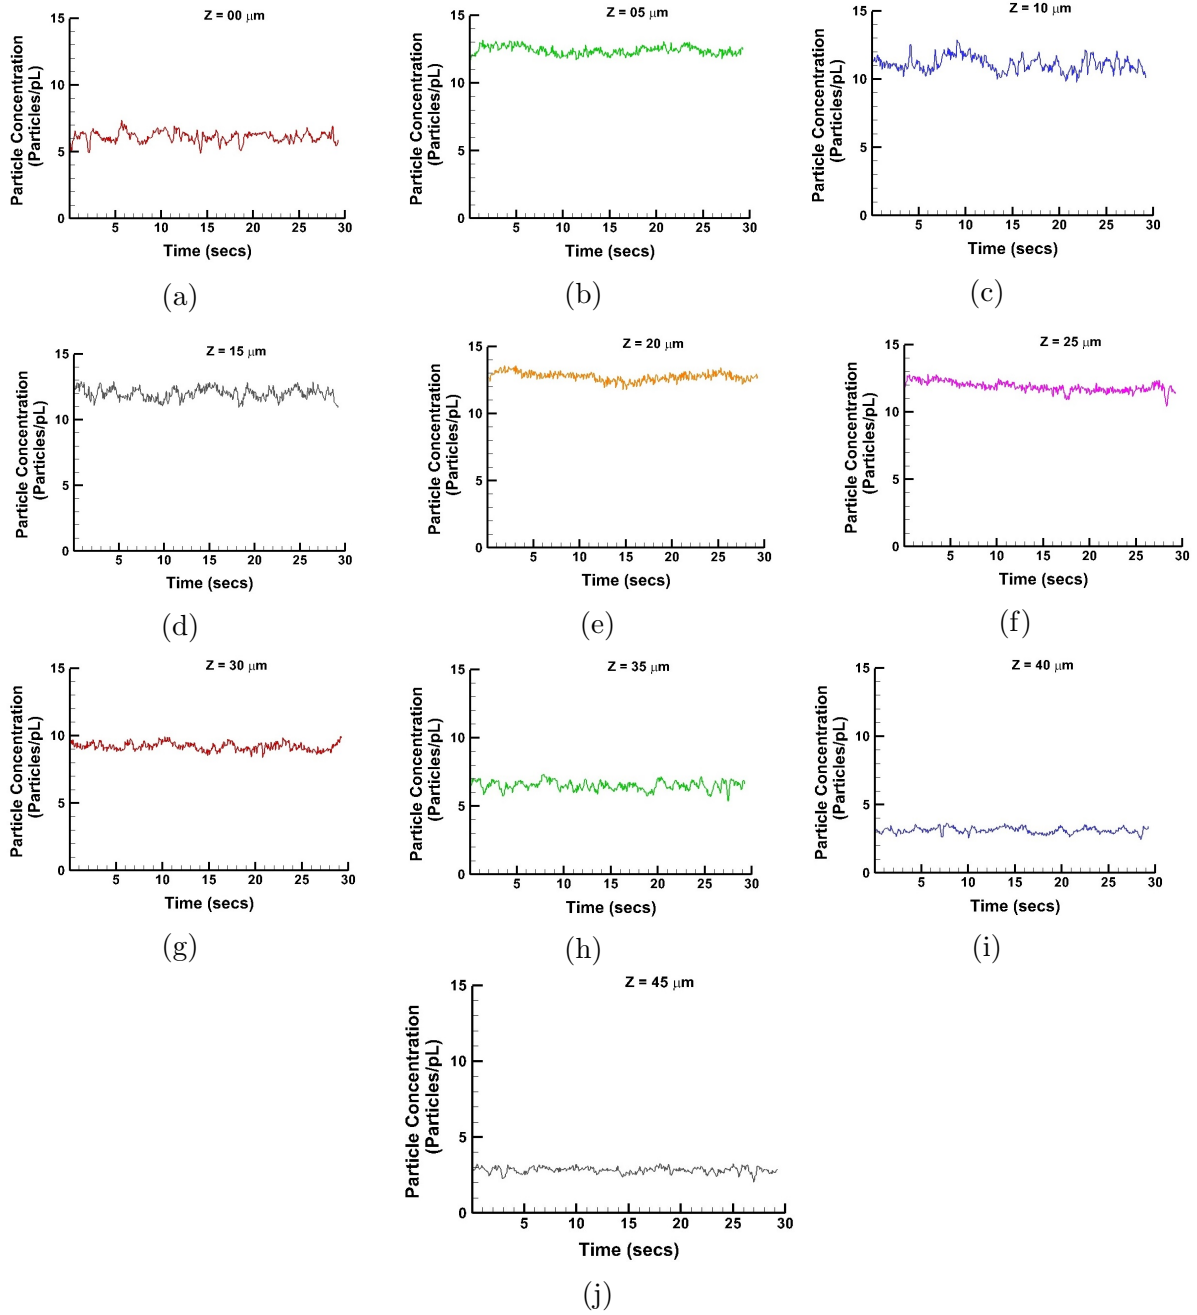 Z = 00 μm
Particle Concentration
(Particles/pL)
15
10
5
0
5 10 15 20 25 30
Time (secs)
(a)
Z = 05 μm
Particle Concentration
(Particles/pL)
15
10
5
0
5 10 15 20 25 30
Time (secs)
(b)
Z = 10 μm
Particle Concentration
(Particles/pL)
15
10
5
0
5 10 15 20 25 30
Time (secs)
(c)
Z = 15 μm
Particle Concentration
(Particles/pL)
15
10
5
0
5 10 15 20 25 30
Time (secs)
(d)
Z = 20 μm
Particle Concentration
(Particles/pL)
15
10
5
0
5 10 15 20 25 30
Time (secs)
(e)
Z = 25 μm
Particle Concentration
(Particles/pL)
15
10
5
0
5 10 15 20 25 30
Time (secs)
(f)
Z = 30 μm
Particle Concentration
(Particles/pL)
15
10
5
0
5 10 15 20 25 30
Time (secs)
(g)
Z = 35 μm
Particle Concentration
(Particles/pL)
15
10
5
0
5 10 15 20 25 30
Time (secs)
(h)
Z = 40 μm
Particle Concentration
(Particles/pL)
15
10
5
0
5 10 15 20 25 30
Time (secs)
(i)
Z = 45 μm
Particle Concentration
(Particles/pL)
15
10
5
0
5 10 15 20 25 30
Time (secs)
(j)